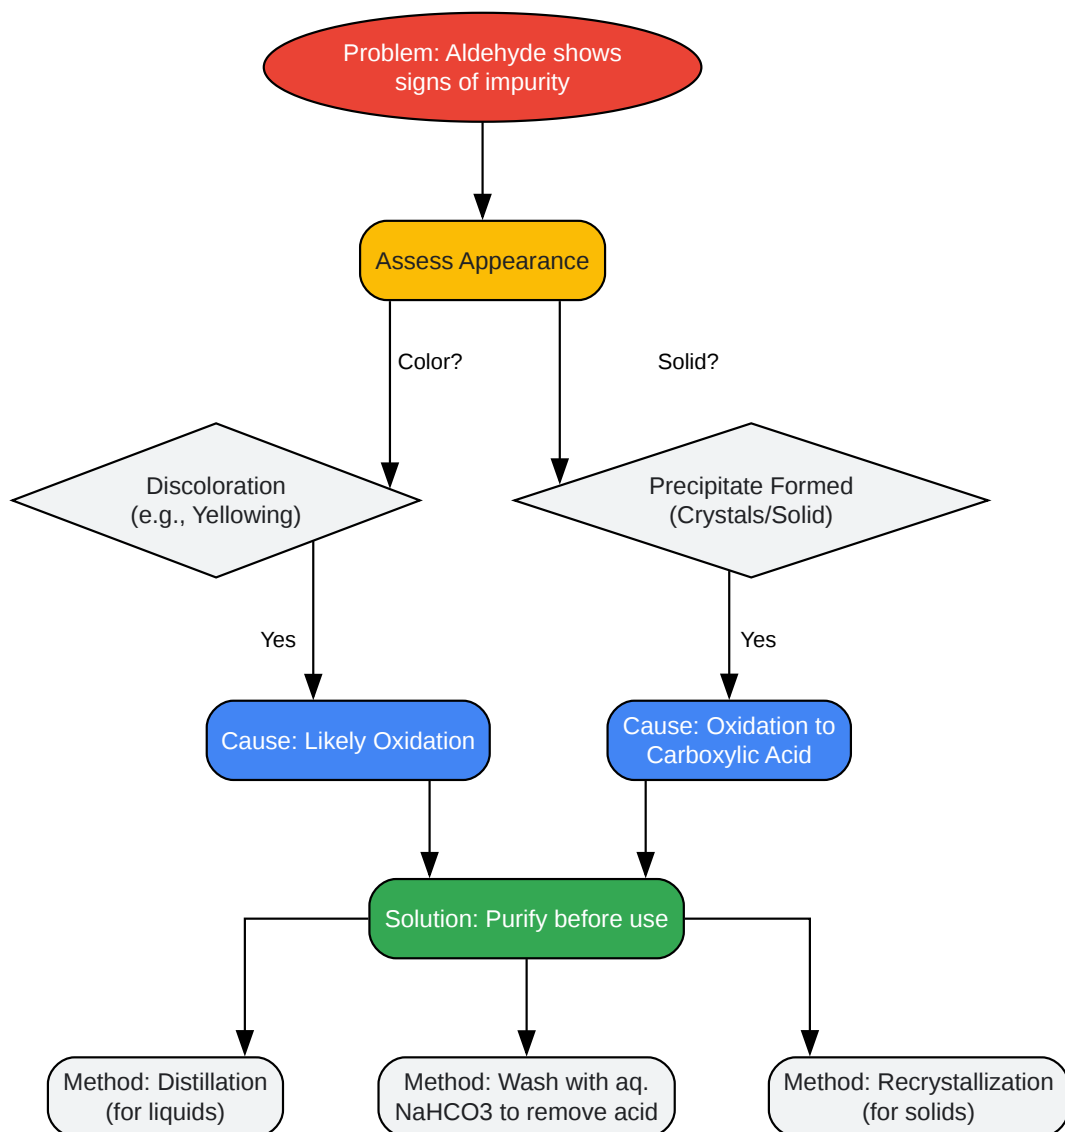 Problem: Aldehyde shows
signs of impurity
Assess Appearance
Color?
Solid?
Discoloration
(e.g., Yellowing)
Precipitate Formed
(Crystals/Solid)
Yes
Yes
Cause: Likely Oxidation
Cause: Oxidation to
Carboxylic Acid
Solution: Purify before use
Method: Distillation
(for liquids)
Method: Wash with aq.
NaHCO3 to remove acid
Method: Recrystallization
(for solids)